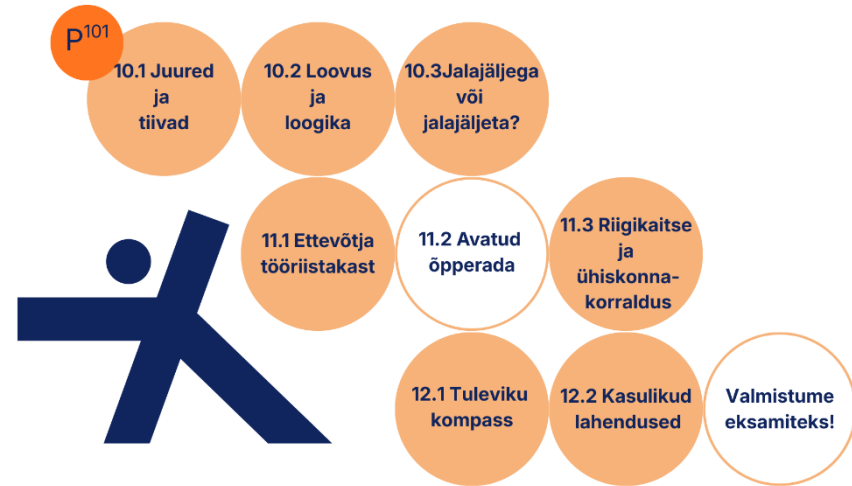 P101
10.1 Juured
ja
tiivad
10.2 Loovus
ja
loogika
10.3Jalajäljega
või
jalajäljeta?
11.1 Ettevõtja
tööriistakast
11.2 Avatud
õpperada
11.3 Riigikaitse
ja
ühiskonna-
korraldus
12.1 Tuleviku
kompass
12.2 Kasulikud
lahendused
Valmistume
eksamiteks!